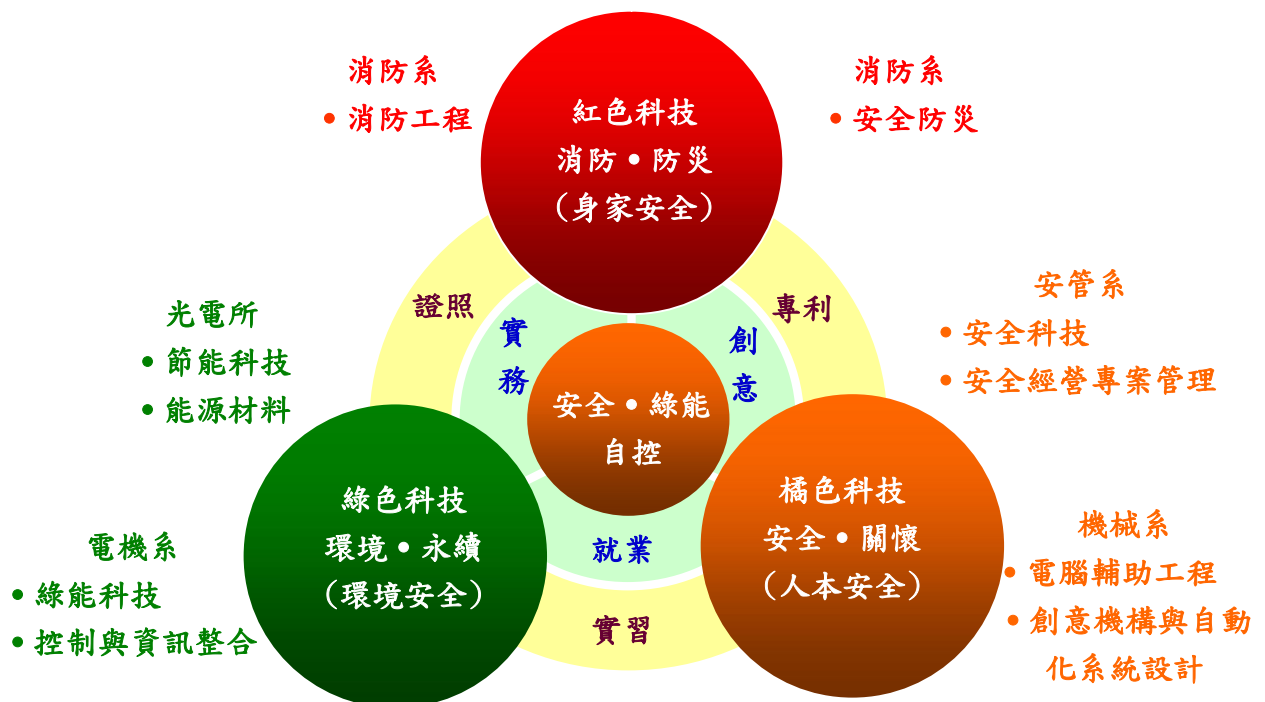 消防系
• 消防工程
消防系
• 安全防災
紅色科技
消防•防災
(身家安全)
證照
專利
實
務
創
意
安全•綠能
自控
就業
實習
光電所
• 節能科技
• 能源材料
安管系
• 安全科技
• 安全經營專案管理
綠色科技
環境•永續
(環境安全)
橘色科技
安全•關懷
(人本安全)
電機系
• 綠能科技
• 控制與資訊整合
機械系
• 電腦輔助工程
• 創意機構與自動
化系統設計